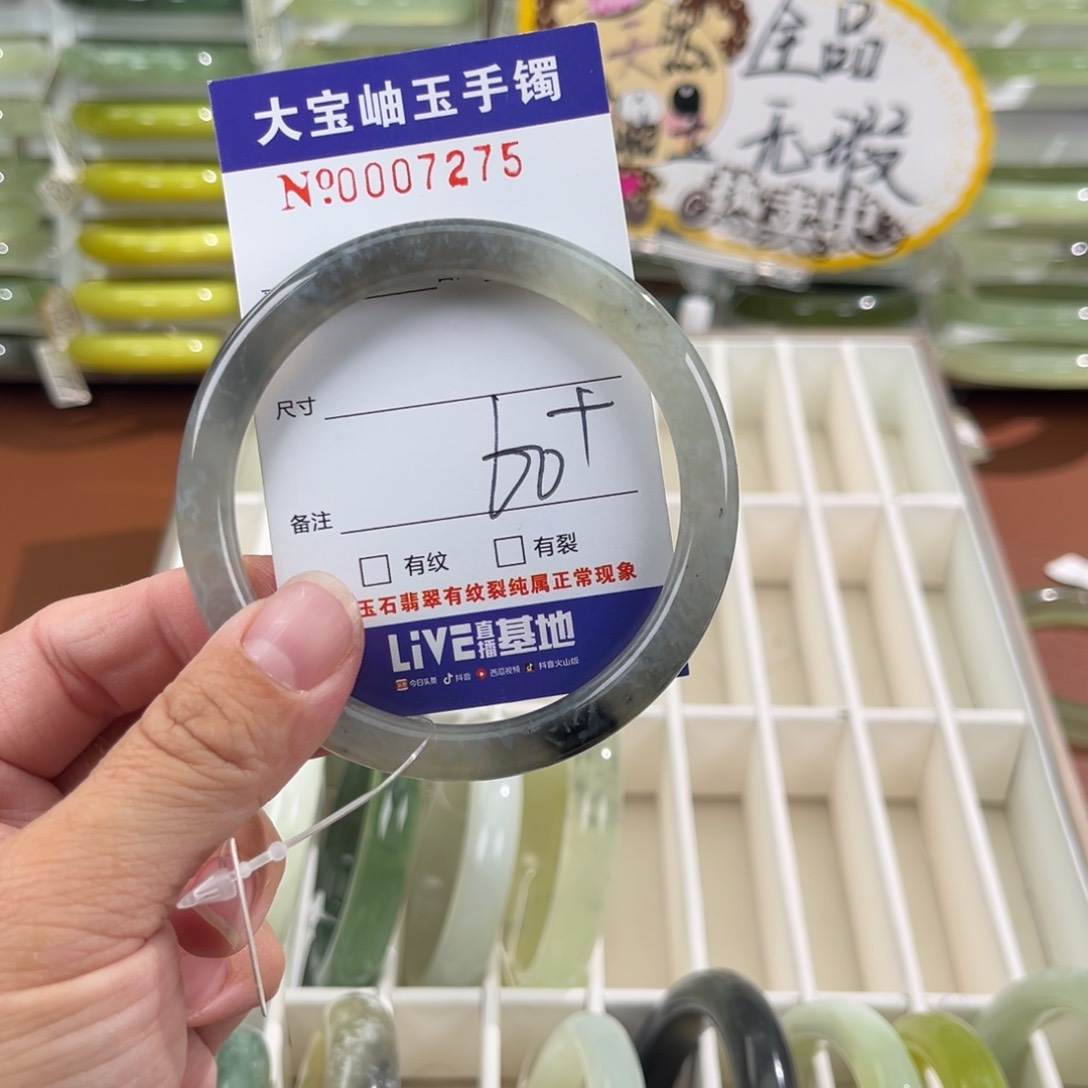 大宝岫玉手镯
No0007275
尺寸
60+
备注
有纹
有裂
玉石翡翠有纹裂纯属正常现象
LiVE直播基地
今日头条 抖音 西瓜视频 抖音火山版
全品
无瑕